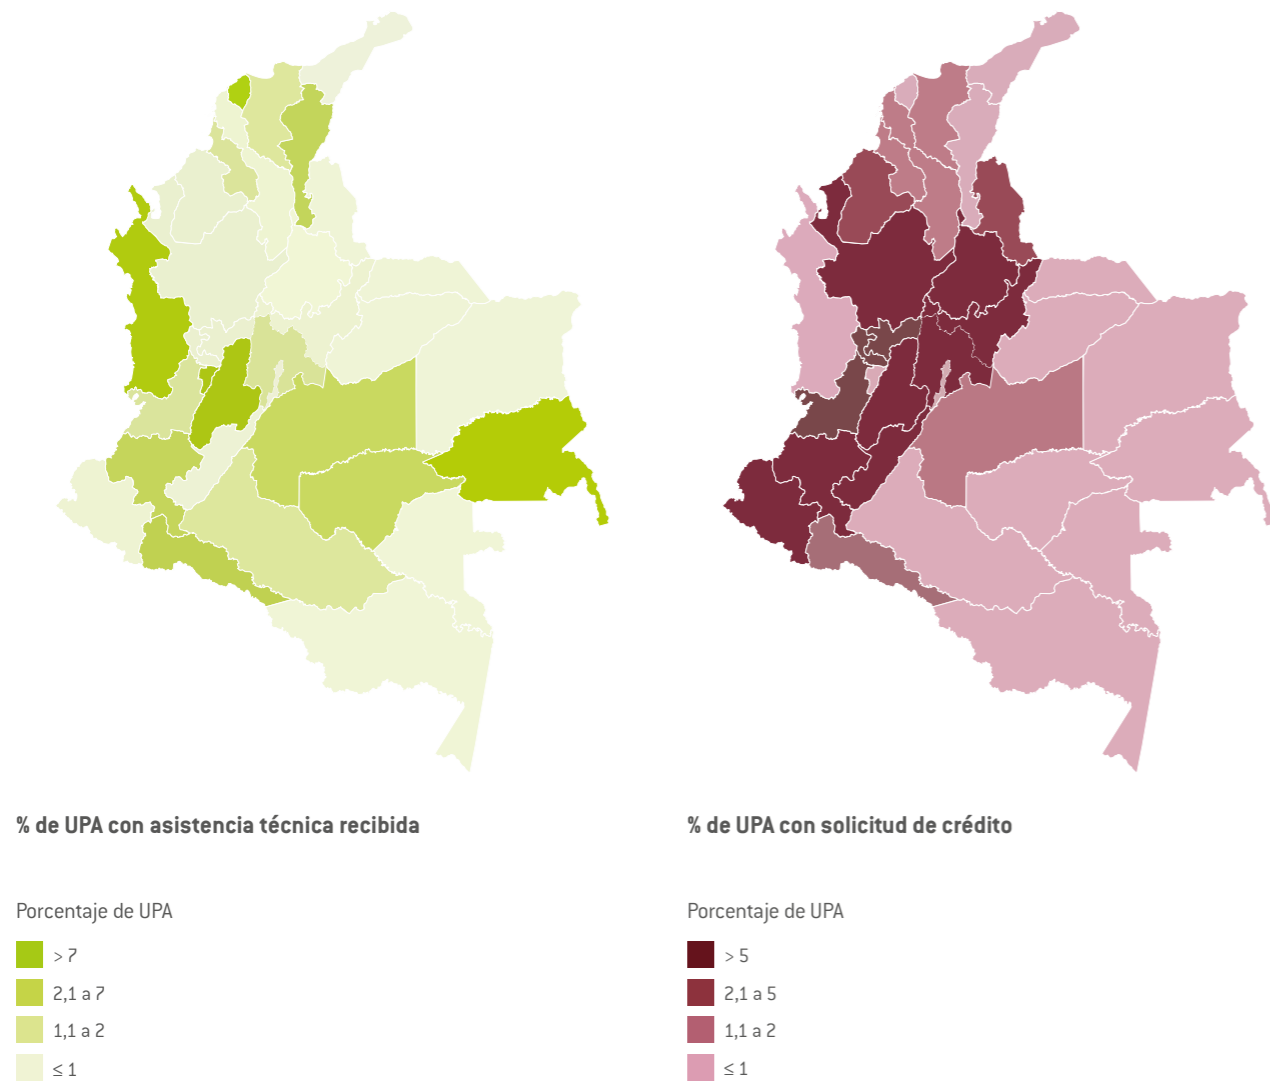 % de UPA con asistencia técnica recibida
Porcentaje de UPA
> 7
2,1 a 7
1,1 a 2
≤ 1
% de UPA con solicitud de crédito
Porcentaje de UPA
> 5
2,1 a 5
1,1 a 2
≤ 1